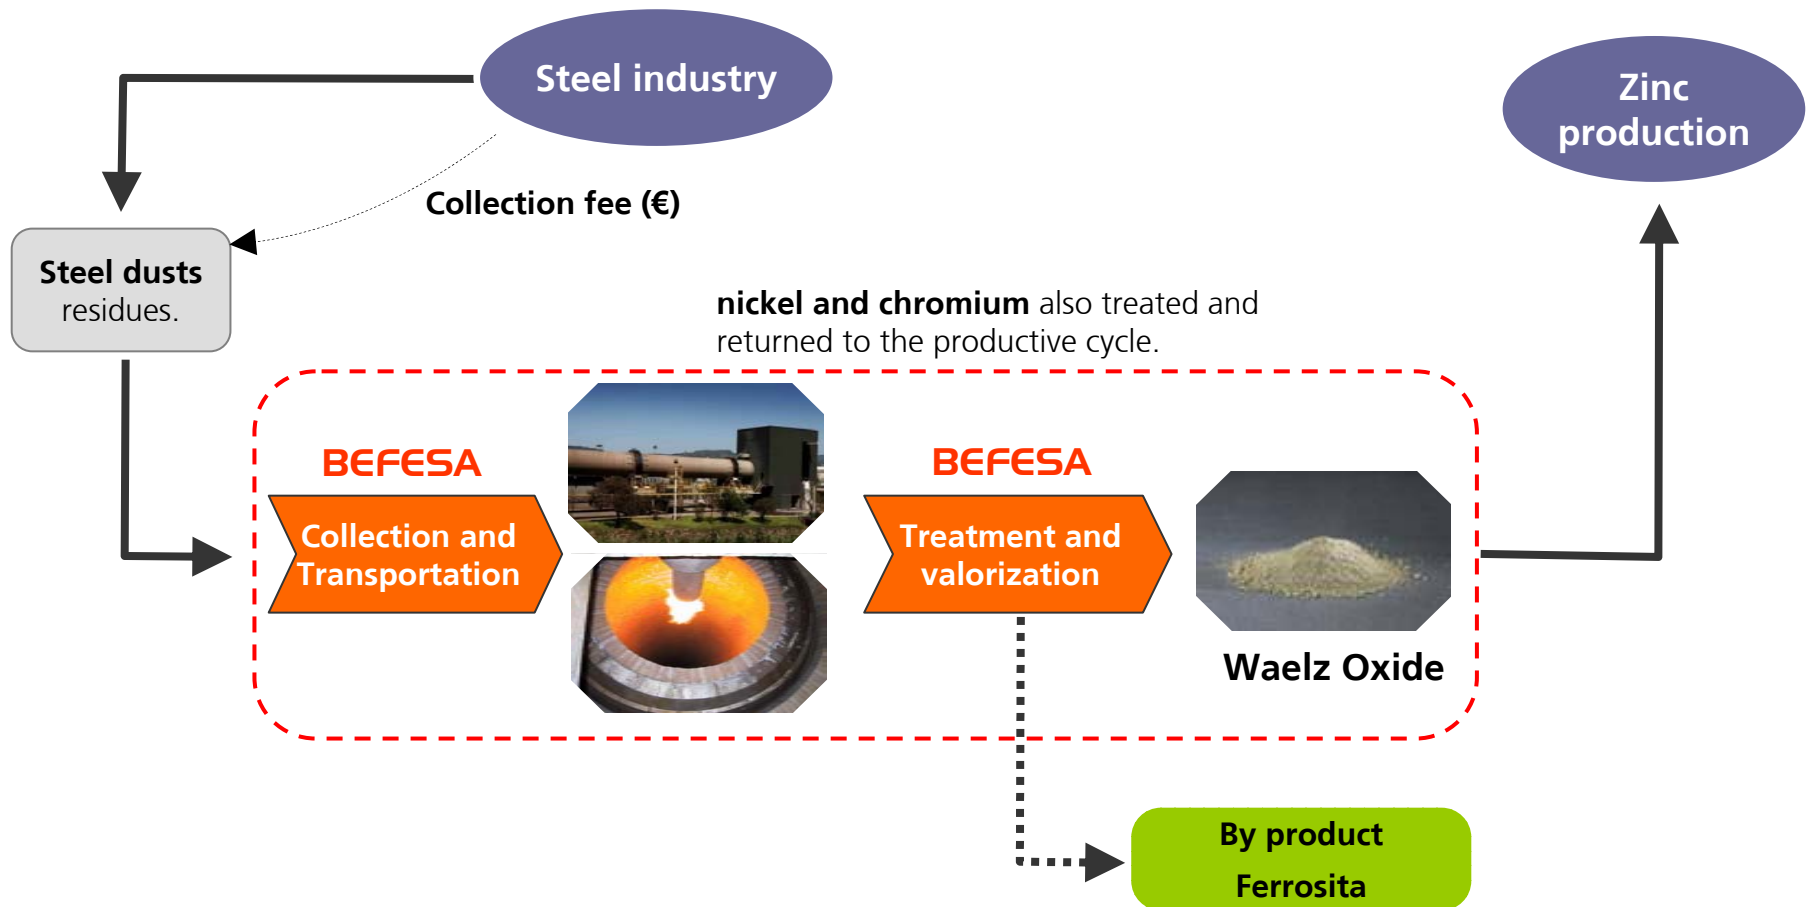 Steel industry
Zinc
production
Collection fee (€)
Steel dusts
residues.
nickel and chromium also treated and
returned to the productive cycle.
BEFESA
Collection and
Transportation
BEFESA
Treatment and
valorization
Waelz Oxide
By product
Ferrosita